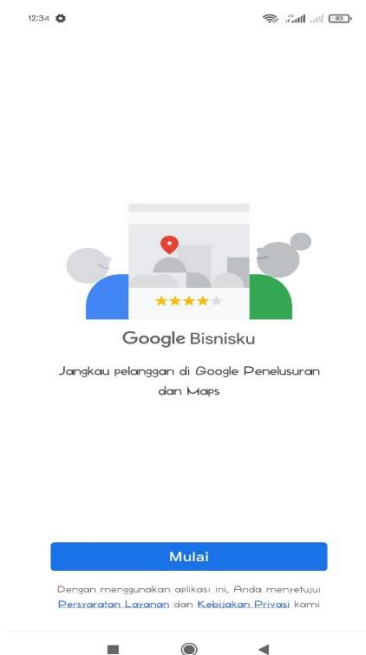 12:34
83
Google Bisnisku
Jangkau pelanggan di Google Penelusuran
dan Maps
Mulai
Dengan menggunakan aplikasi ini, Anda menyetujui
Persyaratan Layanan dan Kebijakan Privasi kami